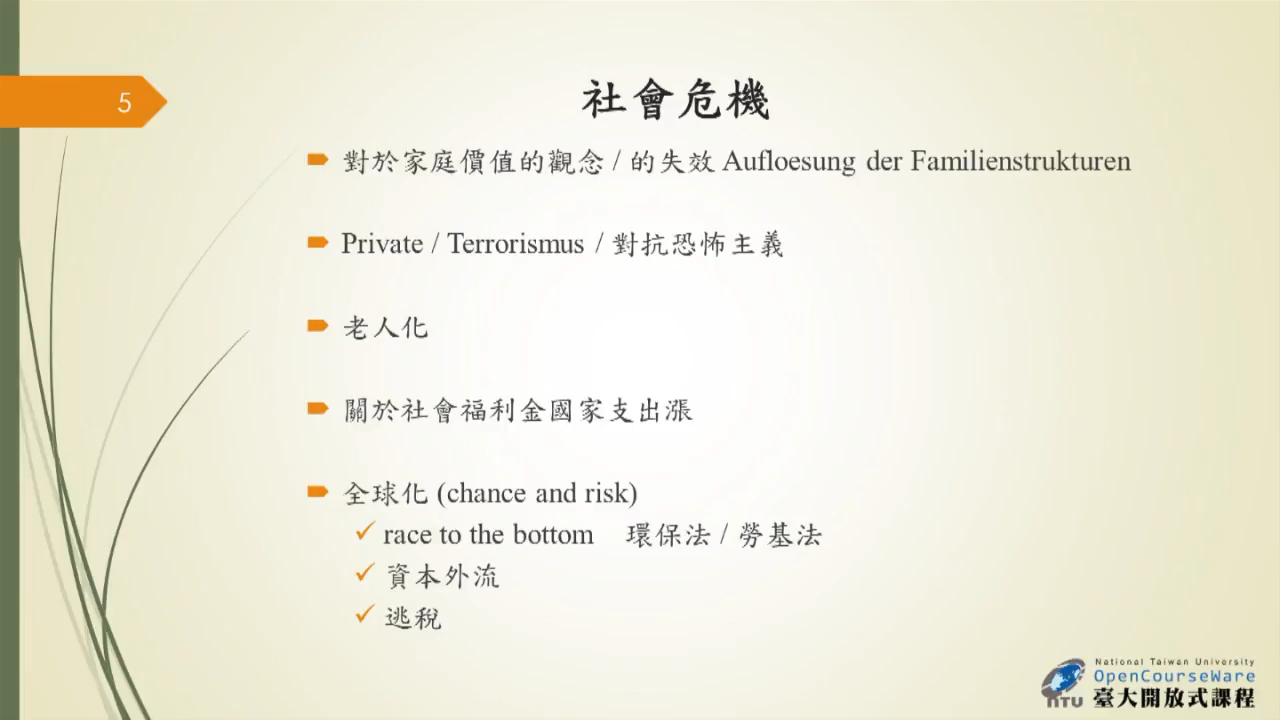 5
社會危機
對於家庭價值的觀念 / 的失效 Aufloesung der Familienstrukturen
Private / Terrorismus / 對抗恐怖主義
老人化
關於社會福利金國家支出漲
全球化 (chance and risk)
race to the bottom 環保法 / 勞基法
資本外流
逃稅
National Taiwan University
OpenCourseWare
NTU 臺大開放式課程